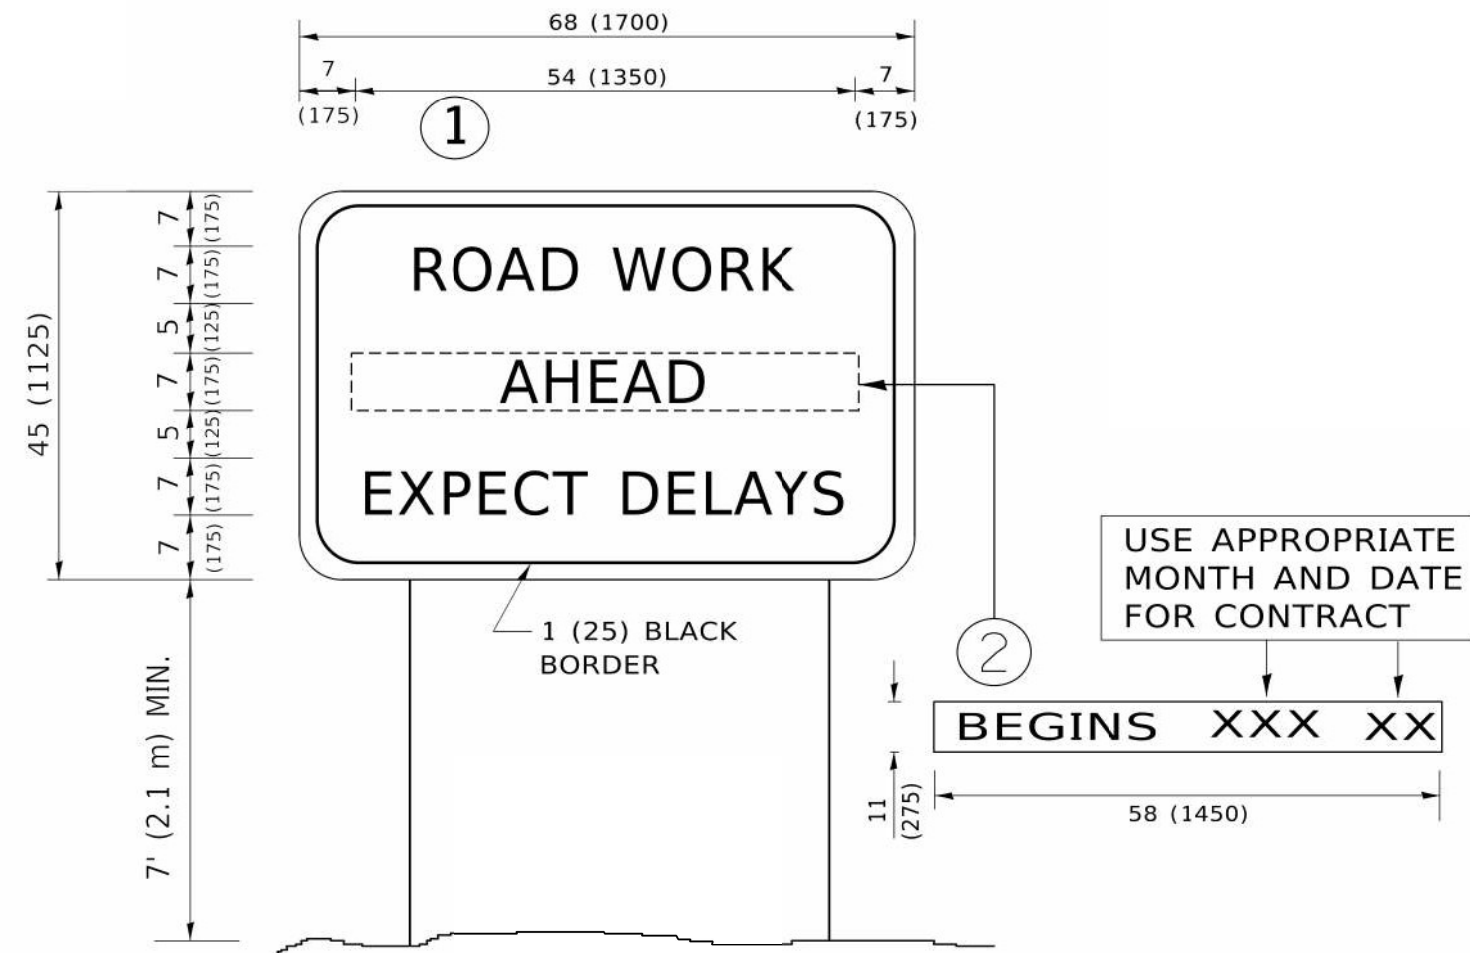 68 (1700)
7
54 (1350)
7
(175)
(175)
1
7
(175)
7
(175)
5
(125)
7
(175)
5
(125)
7
(175)
7
(175)
45 (1125)
ROAD WORK
AHEAD
EXPECT DELAYS
1 (25) BLACK
BORDER
7' (2.1 m) MIN.
2
USE APPROPRIATE
MONTH AND DATE
FOR CONTRACT
BEGINS XXX XX
11
(275)
58 (1450)